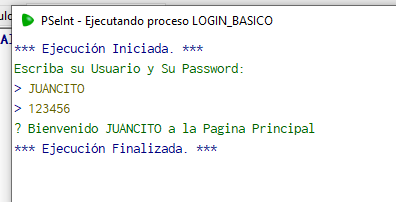 PSeInt - Ejecutando proceso LOGIN_BASICO
*** Ejecución Iniciada. ***
Escriba su Usuario y Su Password:
> JUANCITO
> 123456
? Bienvenido JUANCITO a la Pagina Principal
*** Ejecución Finalizada. ***